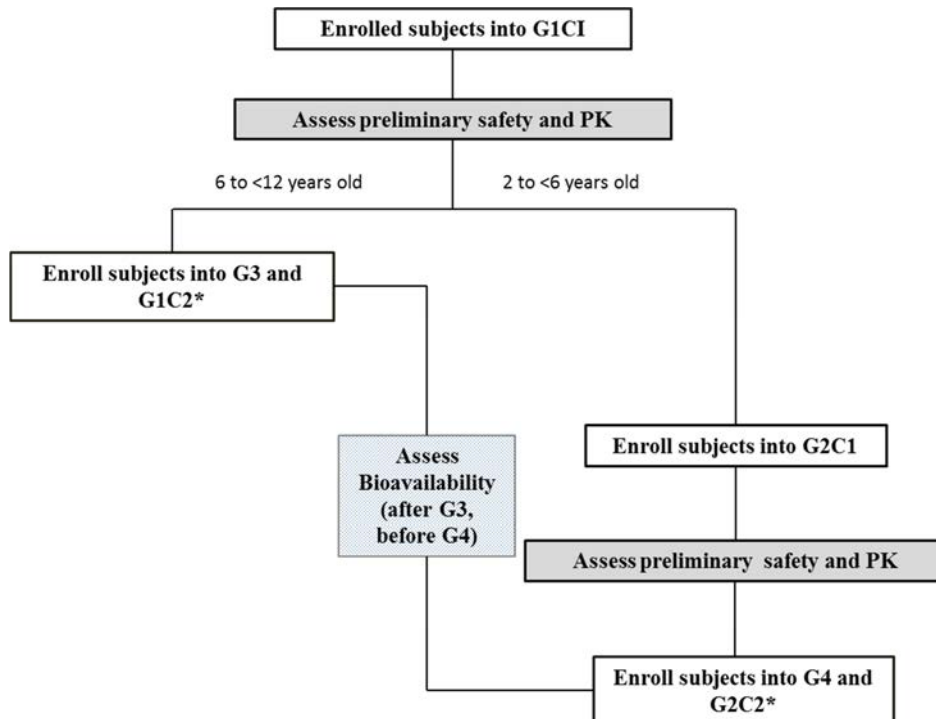 Enrolled subjects into G1CI
Assess preliminary safety and PK
6 to <12 years old
2 to <6 years old
Enroll subjects into G3 and
G1C2*
Assess
Bioavailability
(after G3,
before G4)
Enroll subjects into G2C1
Assess preliminary safety and PK
Enroll subjects into G4 and
G2C2*